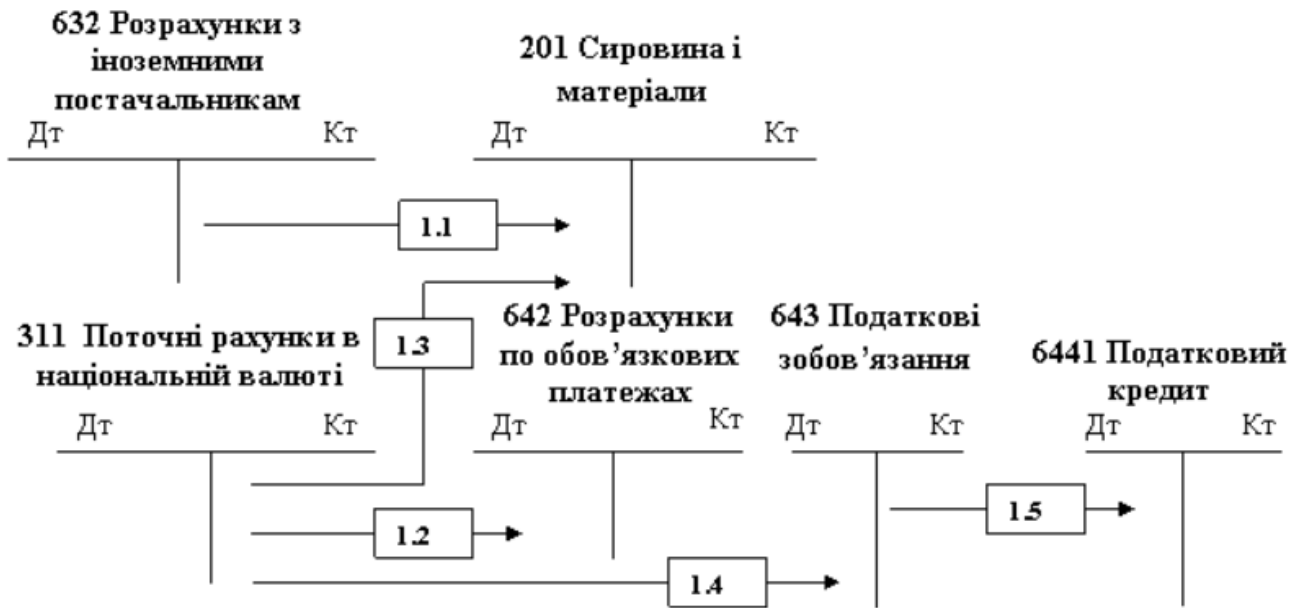 632 Розрахунки з
іноземними
постачальникам
201 Сировина і
матеріали
Дт Кт
Дт Кт
1.1
311 Поточні рахунки в
національній валюті
1.3
642 Розрахунки
по обов’язкових
платежах
643 Податкові
зобов’язання
6441 Податковий
кредит
Дт Кт
Дт Кт
Дт Кт
Дт Кт
1.2
1.5
1.4